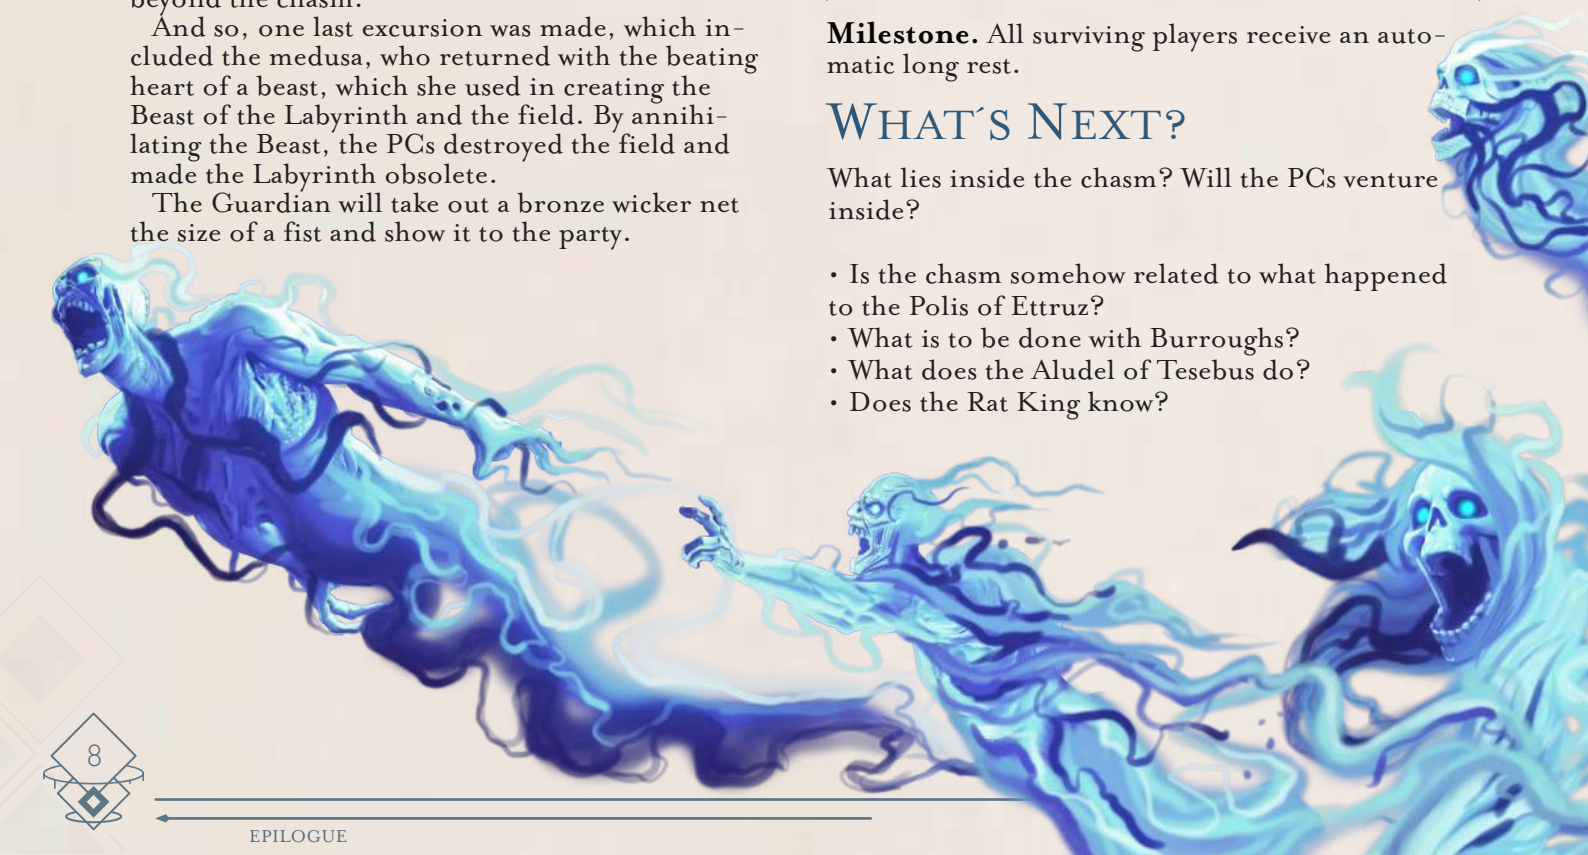 beyond the chasm.
And so, one last excursion was made, which in-
cluded the medusa, who returned with the beating
heart of a beast, which she used in creating the
Beast of the Labyrinth and the field. By annihi-
lating the Beast, the PCs destroyed the field and
made the Labyrinth obsolete.
The Guardian will take out a bronze wicker net
the size of a fist and show it to the party.
Milestone. All surviving players receive an auto-
matic long rest.
WHAT´S NEXT?
What lies inside the chasm? Will the PCs venture
inside?
• Is the chasm somehow related to what happened
to the Polis of Ettruz?
• What is to be done with Burroughs?
• What does the Aludel of Tesebus do?
• Does the Rat King know?
8
EPILOGUE